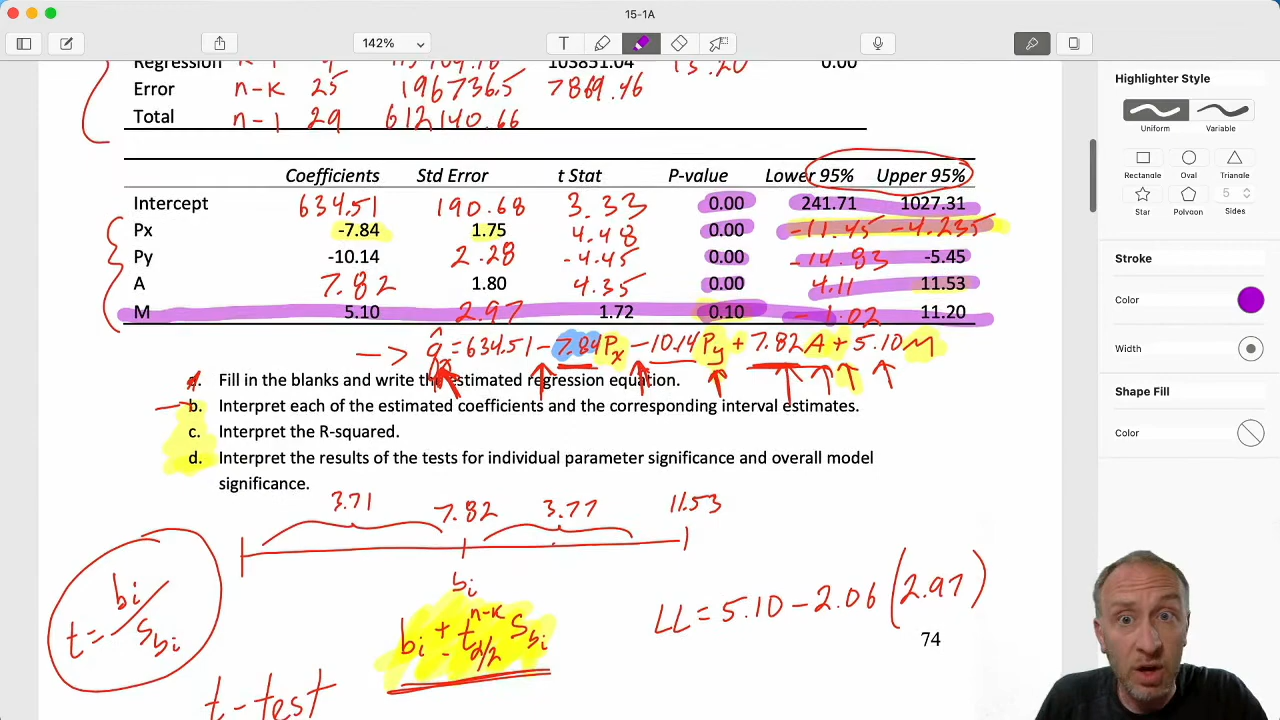 15-1A
142%
T
Regression k-1 4 103851.04 13.20 0.00
Error n-k 25 196736.5 7869.46
Total n-1 29 612140.66
Coefficients Std Error t Stat P-value Lower 95% Upper 95%
Intercept 634.51 190.68 3.33 0.00 241.71 1027.31
Px -7.84 1.75 4.48 0.00 -11.45 -4.235
Py -10.14 2.28 -4.45 0.00 -14.83 -5.45
A 7.82 1.80 4.35 0.00 4.11 11.53
M 5.10 2.97 1.72 0.10 -1.02 11.20
—> q̂ = 634.51 - 7.84Px - 10.14Py + 7.82A + 5.10M
a. Fill in the blanks and write the estimated regression equation.
b. Interpret each of the estimated coefficients and the corresponding interval estimates.
c. Interpret the R-squared.
d. Interpret the results of the tests for individual parameter significance and overall model
significance.
3.71 7.82 3.77 11.53
bi
t = bi/Sbi
bi ± t n-k α/2 Sbi
LL = 5.10 - 2.06 (2.97)
74
t-test
Highlighter Style
Uniform Variable
Rectangle Oval Triangle
Star Polygon 5 Sides
Stroke
Color
Width
Shape Fill
Color